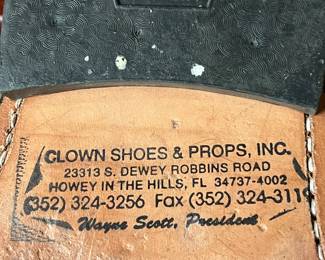 CLOWN SHOES & PROPS, INC.
23313 S. DEWEY ROBBINS ROAD
HOWEY IN THE HILLS, FL 34737-4002
(352) 324-3256 Fax (352) 324-3119
Wayne Scott, President